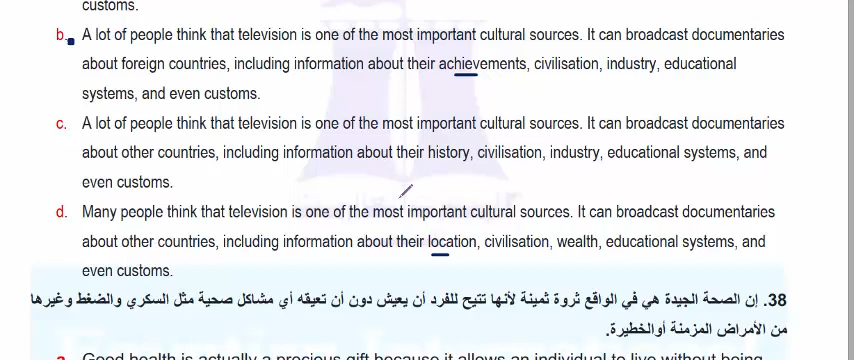 customs.
b. A lot of people think that television is one of the most important cultural sources. It can broadcast documentaries
about foreign countries, including information about their achievements, civilisation, industry, educational
systems, and even customs.
c. A lot of people think that television is one of the most important cultural sources. It can broadcast documentaries
about other countries, including information about their history, civilisation, industry, educational systems, and
even customs.
d. Many people think that television is one of the most important cultural sources. It can broadcast documentaries
about other countries, including information about their location, civilisation, wealth, educational systems, and
even customs.
38. إن الصحة الجيدة هي في الواقع ثروة ثمينة لأنها تتيح للفرد أن يعيش دون أن تعيقه أي مشاكل صحية مثل السكري والضغط وغيرها
من الأمراض المزمنة أوالخطيرة.
a. Good health is actually a precious gift because it allows an individual to live without being